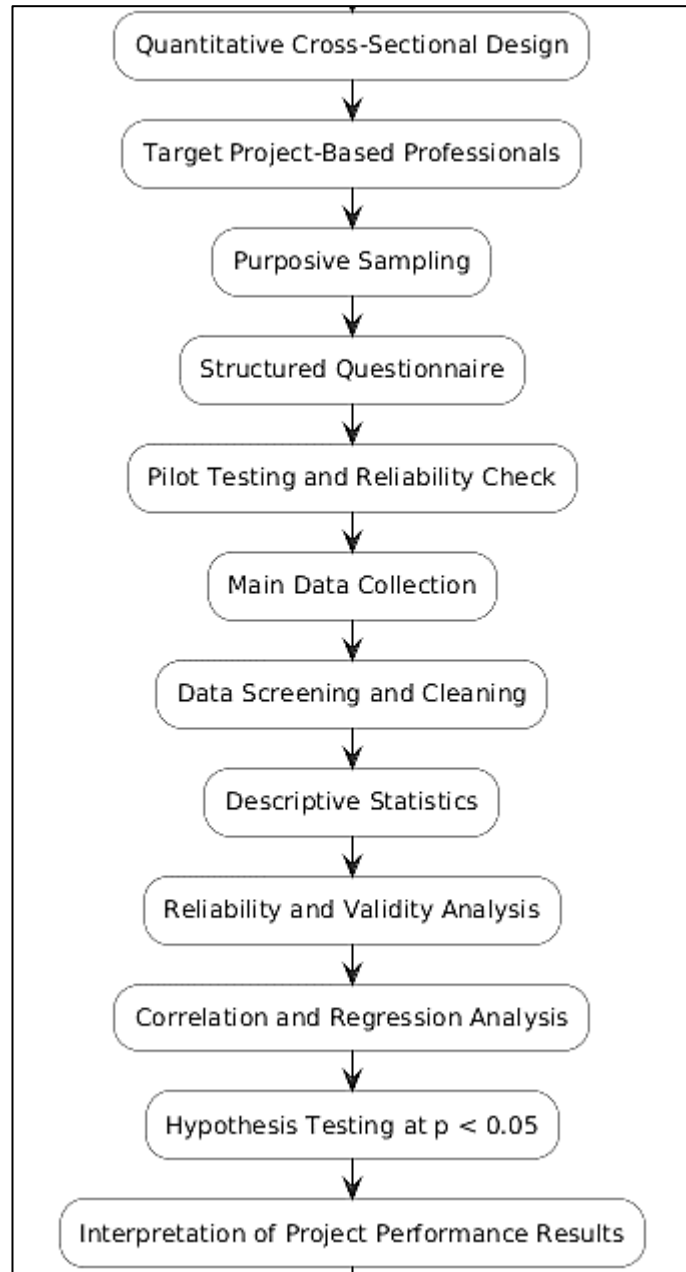 Quantitative Cross-Sectional Design
Target Project-Based Professionals
Purposive Sampling
Structured Questionnaire
Pilot Testing and Reliability Check
Main Data Collection
Data Screening and Cleaning
Descriptive Statistics
Reliability and Validity Analysis
Correlation and Regression Analysis
Hypothesis Testing at p < 0.05
Interpretation of Project Performance Results